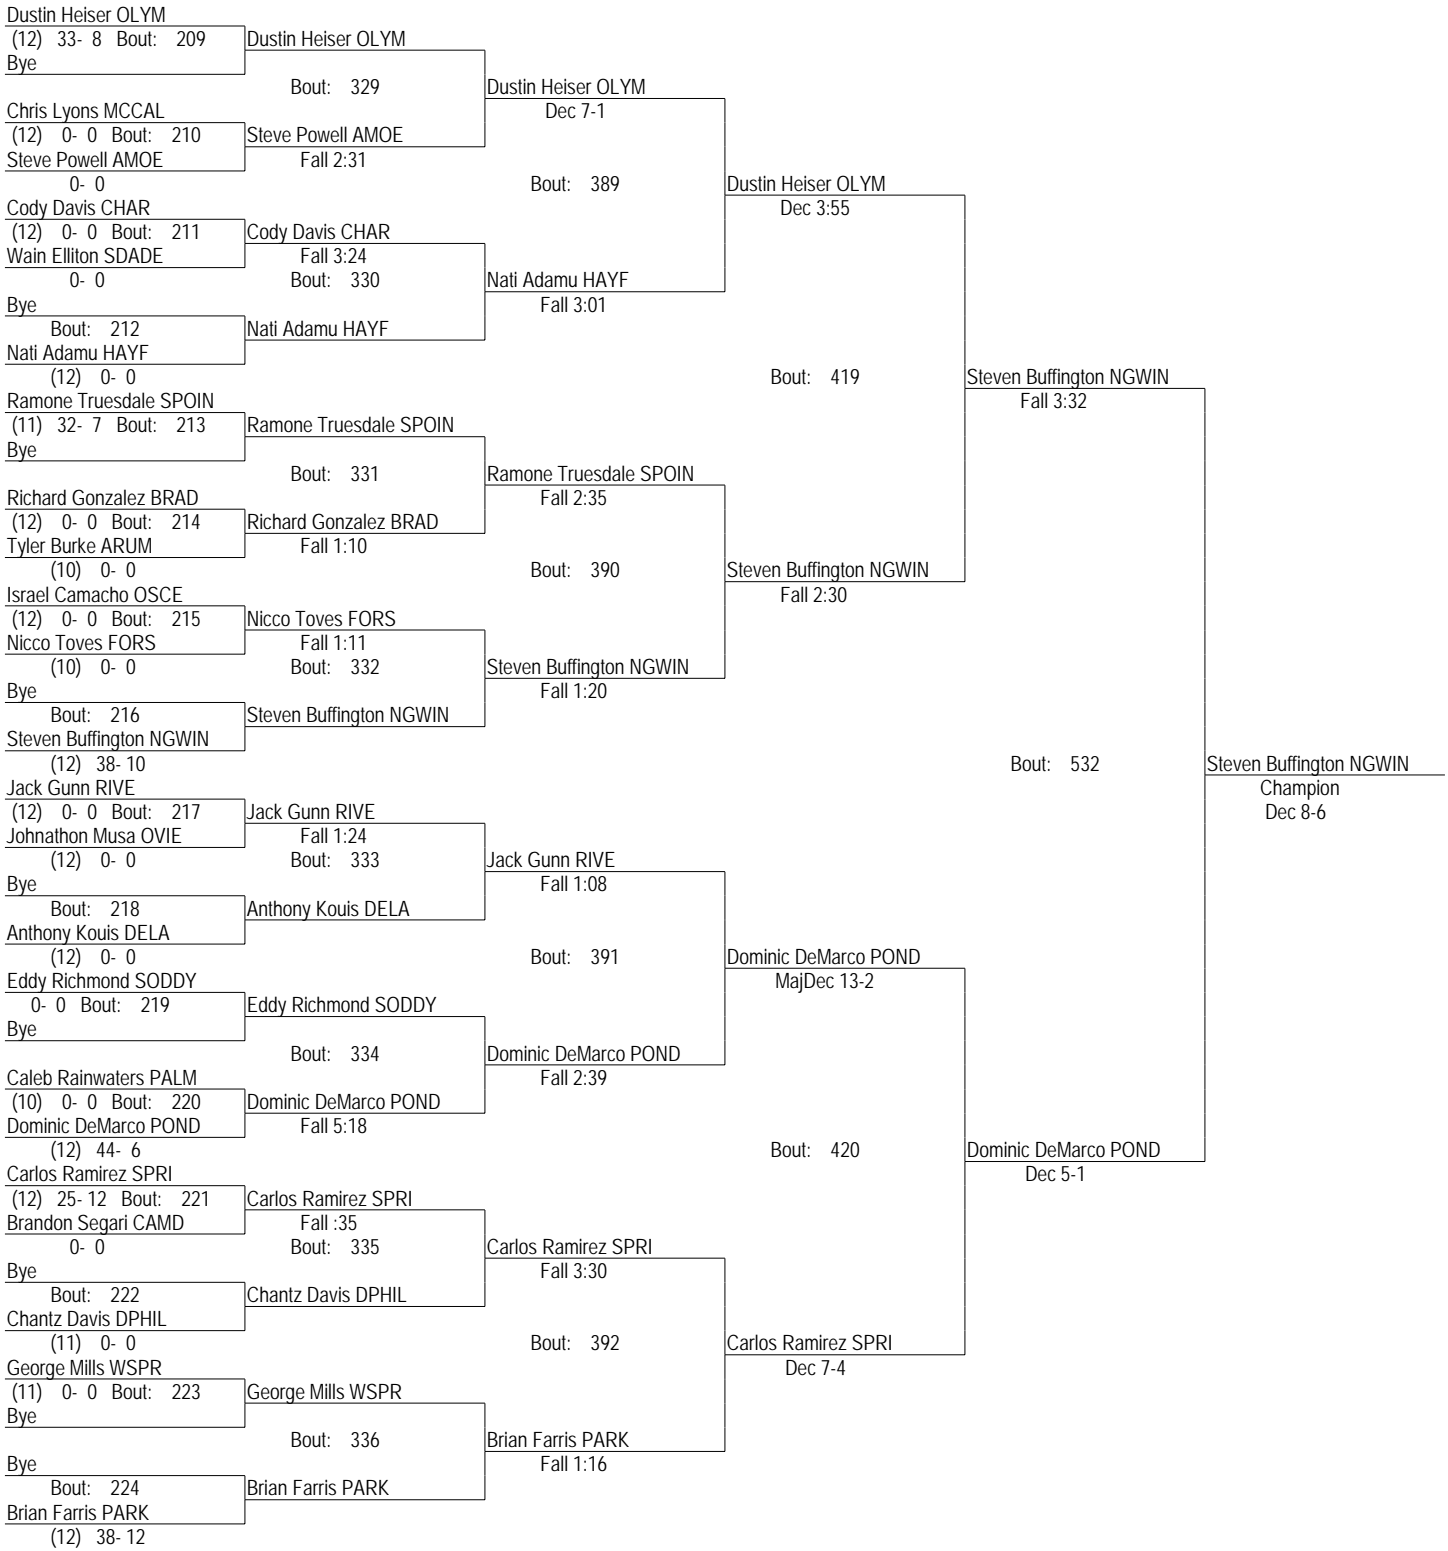 Dustin Heiser OLYM
(12) 33- 8 Bout: 209
Dustin Heiser OLYM
Bye
Bout: 329
Dustin Heiser OLYM
Chris Lyons MCCAL
Dec 7-1
(12) 0- 0 Bout: 210
Steve Powell AMOE
Steve Powell AMOE
Fall 2:31
0- 0
Bout: 389
Dustin Heiser OLYM
Cody Davis CHAR
Dec 3:55
(12) 0- 0 Bout: 211
Cody Davis CHAR
Wain Elliton SDADE
Fall 3:24
0- 0
Bout: 330
Nati Adamu HAYF
Bye
Fall 3:01
Bout: 212
Nati Adamu HAYF
Nati Adamu HAYF
(12) 0- 0
Bout: 419
Steven Buffington NGWIN
Ramone Truesdale SPOIN
Fall 3:32
(11) 32- 7 Bout: 213
Ramone Truesdale SPOIN
Bye
Bout: 331
Ramone Truesdale SPOIN
Richard Gonzalez BRAD
Fall 2:35
(12) 0- 0 Bout: 214
Richard Gonzalez BRAD
Tyler Burke ARUM
Fall 1:10
(10) 0- 0
Bout: 390
Steven Buffington NGWIN
Israel Camacho OSCE
Fall 2:30
(12) 0- 0 Bout: 215
Nicco Toves FORS
Nicco Toves FORS
Fall 1:11
(10) 0- 0
Bout: 332
Steven Buffington NGWIN
Bye
Fall 1:20
Bout: 216
Steven Buffington NGWIN
Steven Buffington NGWIN
(12) 38- 10
Bout: 532
Steven Buffington NGWIN
Jack Gunn RIVE
Champion
(12) 0- 0 Bout: 217
Jack Gunn RIVE
Dec 8-6
Johnathon Musa OVIE
Fall 1:24
(12) 0- 0
Bout: 333
Jack Gunn RIVE
Bye
Fall 1:08
Bout: 218
Anthony Kouis DELA
Anthony Kouis DELA
(12) 0- 0
Bout: 391
Dominic DeMarco POND
Eddy Richmond SODDY
MajDec 13-2
0- 0 Bout: 219
Eddy Richmond SODDY
Bye
Bout: 334
Dominic DeMarco POND
Caleb Rainwaters PALM
Fall 2:39
(10) 0- 0 Bout: 220
Dominic DeMarco POND
Dominic DeMarco POND
Fall 5:18
(12) 44- 6
Bout: 420
Dominic DeMarco POND
Carlos Ramirez SPRI
Dec 5-1
(12) 25- 12 Bout: 221
Carlos Ramirez SPRI
Brandon Segari CAMD
Fall :35
0- 0
Bout: 335
Carlos Ramirez SPRI
Bye
Fall 3:30
Bout: 222
Chantz Davis DPHIL
Chantz Davis DPHIL
(11) 0- 0
Bout: 392
Carlos Ramirez SPRI
George Mills WSPR
Dec 7-4
(11) 0- 0 Bout: 223
George Mills WSPR
Bye
Bout: 336
Brian Farris PARK
Bye
Fall 1:16
Bout: 224
Brian Farris PARK
Brian Farris PARK
(12) 38- 12